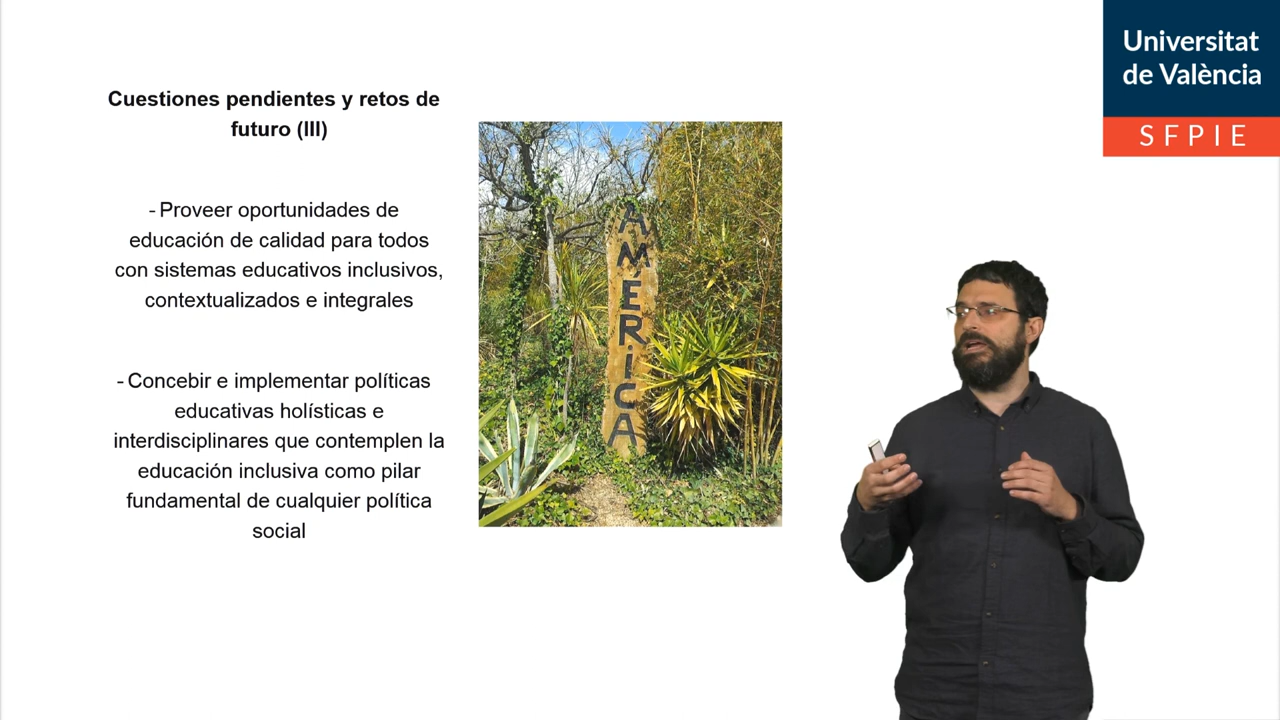 Cuestiones pendientes y retos de
futuro (III)
- Proveer oportunidades de
educación de calidad para todos
con sistemas educativos inclusivos,
contextualizados e integrales
- Concebir e implementar políticas
educativas holísticas e
interdisciplinares que contemplen la
educación inclusiva como pilar
fundamental de cualquier política
social
AMERiCA
Universitat
de València
SFPIE